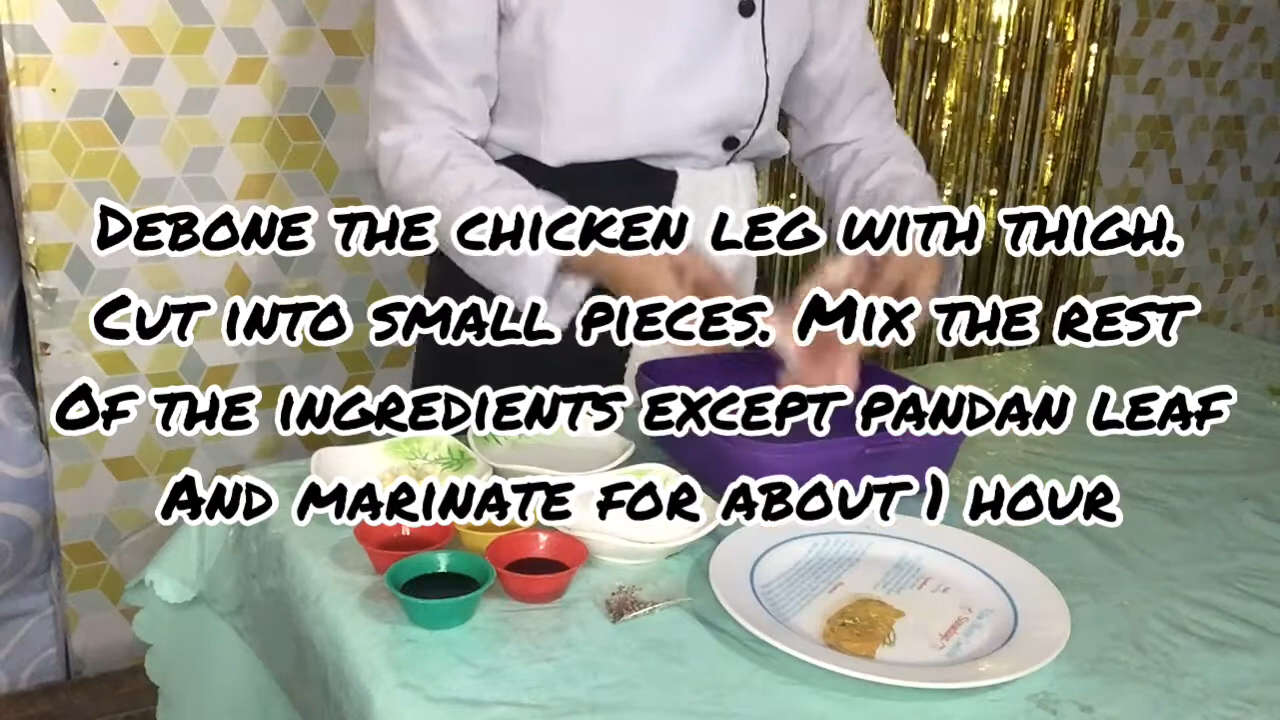 Debone the chicken leg with thigh.
Cut into small pieces. Mix the rest
Of the ingredients except pandan leaf
And marinate for about 1 hour